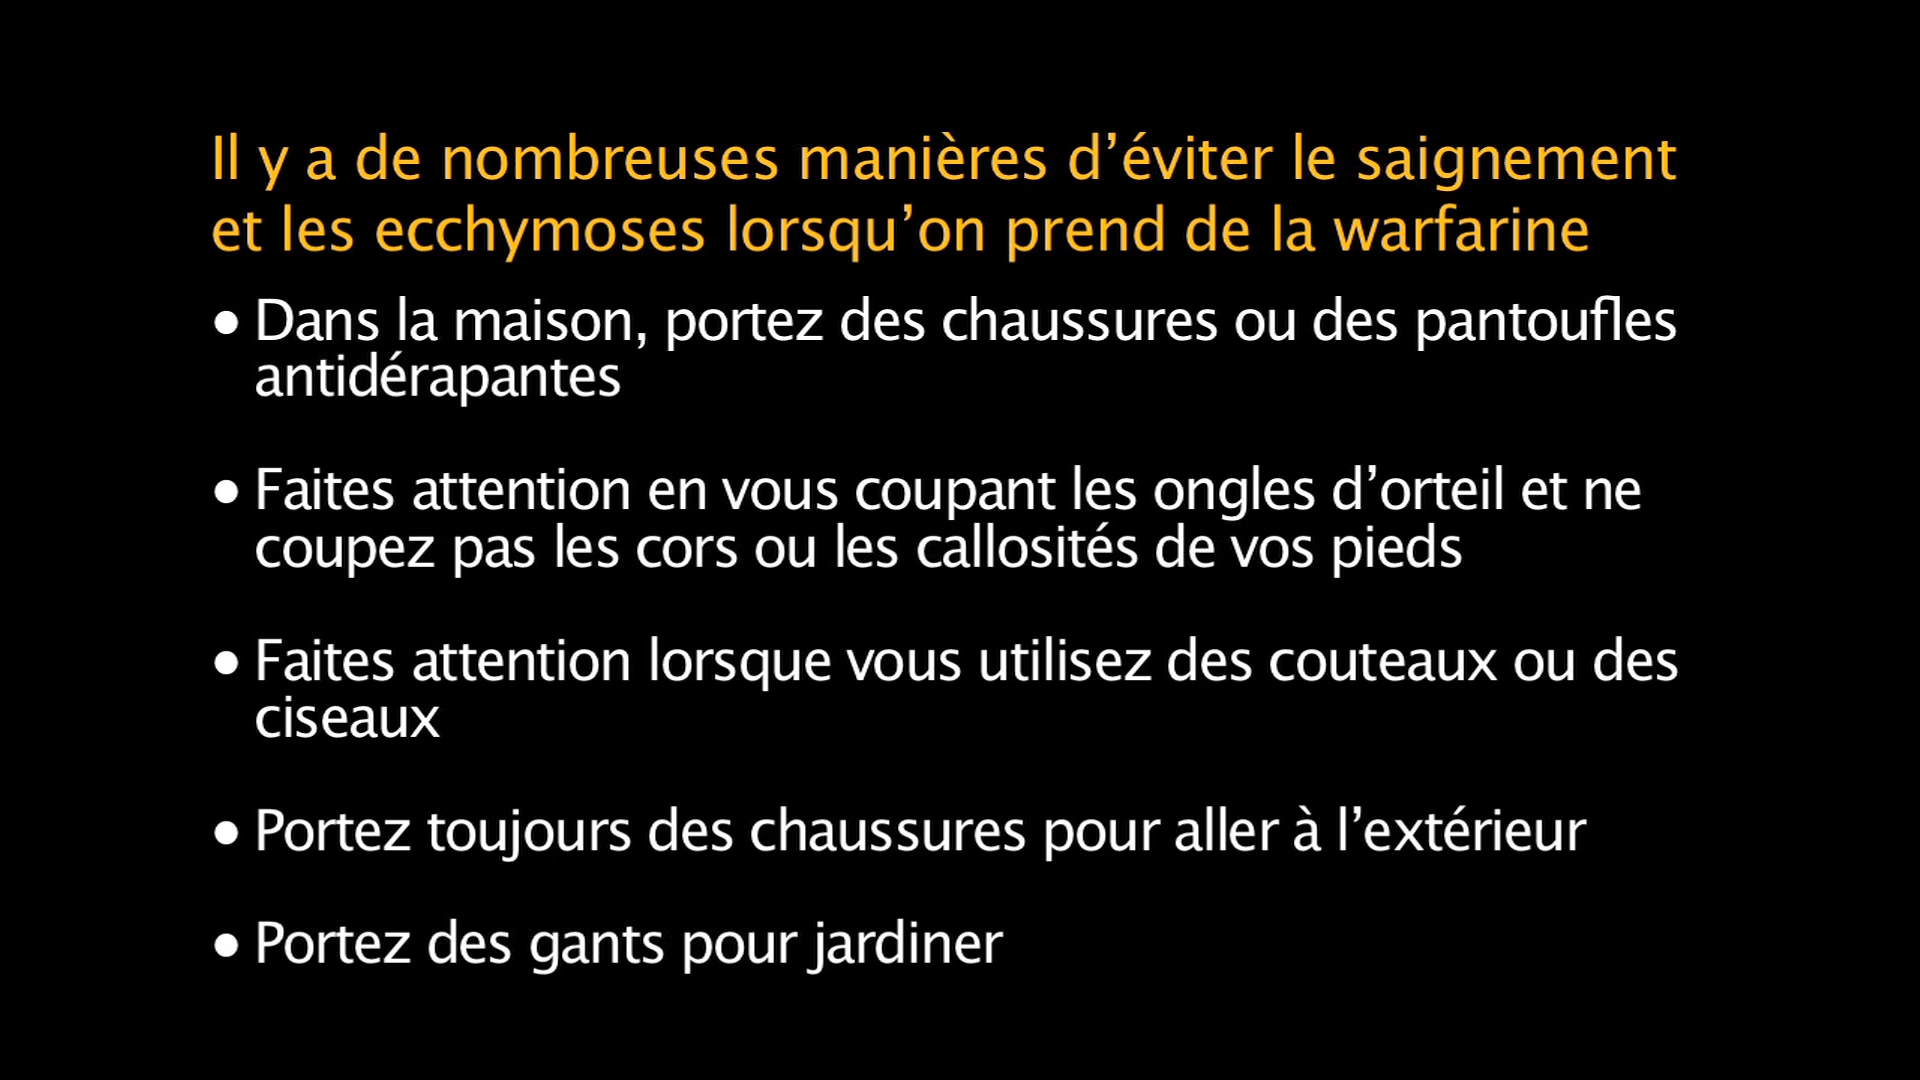 Il y a de nombreuses manières d’éviter le saignement
et les ecchymoses lorsqu’on prend de la warfarine
• Dans la maison, portez des chaussures ou des pantoufles
antidérapantes
• Faites attention en vous coupant les ongles d’orteil et ne
coupez pas les cors ou les callosités de vos pieds
• Faites attention lorsque vous utilisez des couteaux ou des
ciseaux
• Portez toujours des chaussures pour aller à l’extérieur
• Portez des gants pour jardiner